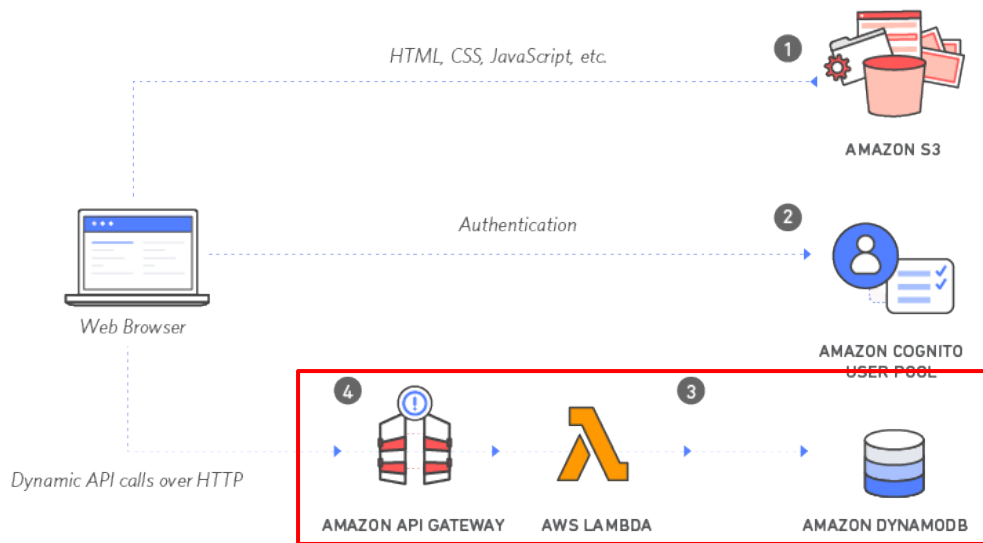 HTML, CSS, JavaScript, etc.
1
AMAZON S3
Authentication
2
Web Browser
AMAZON COGNITO
USER POOL
4
3
Dynamic API calls over HTTP
AMAZON API GATEWAY
AWS LAMBDA
AMAZON DYNAMODB